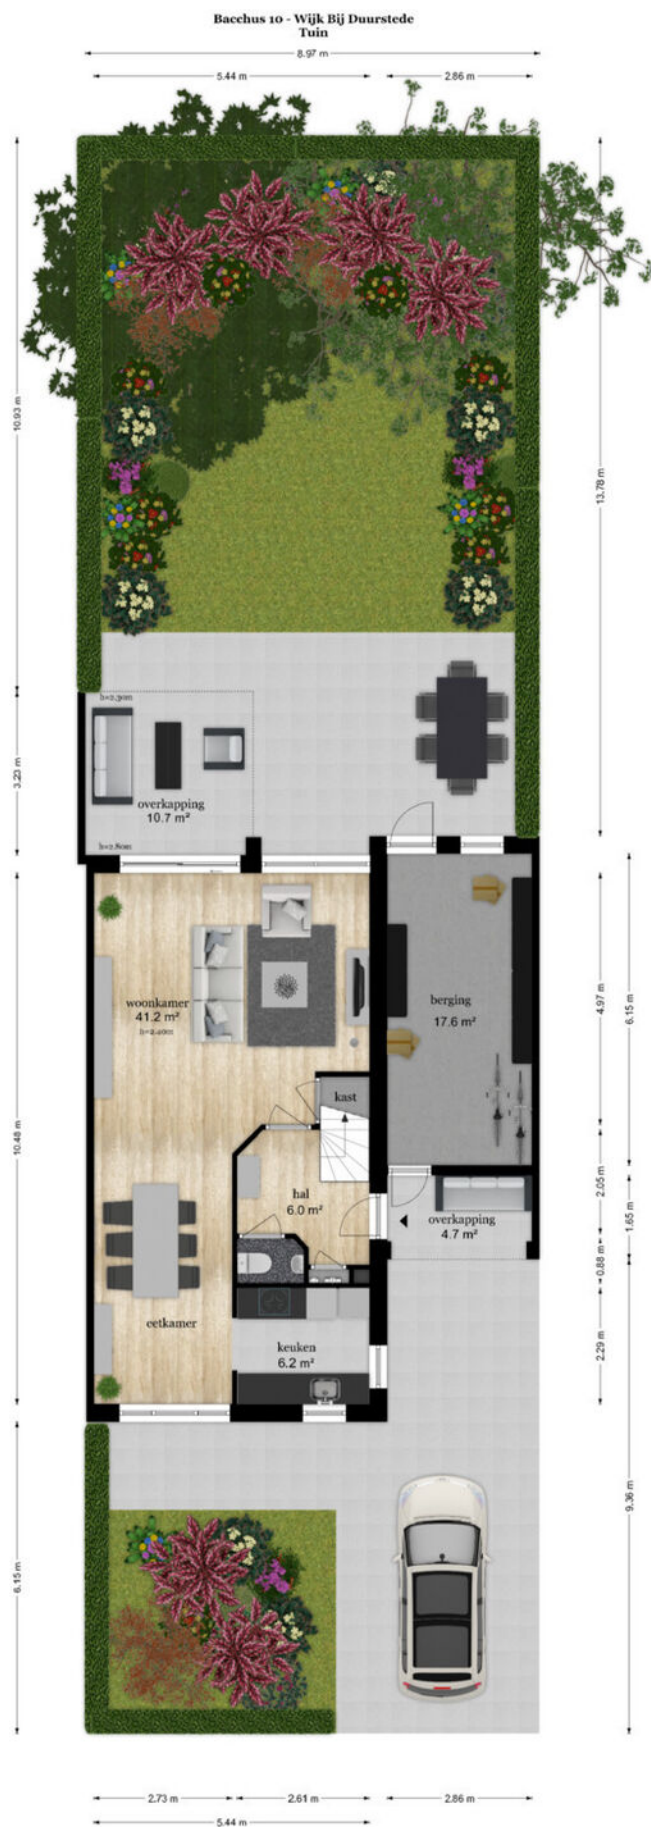 Bacchus 10 - Wijk Bij Duurstede
Tuin
8.97 m
5.44 m
2.86 m
10.93 m
13.78 m
3.23 m
h=2.30m
overkapping
10.7 m²
h=2.80m
woonkamer
41.2 m²
h=2.40m
berging
17.6 m²
4.97 m
6.15 m
10.48 m
kast
hal
6.0 m²
overkapping
4.7 m²
2.05 m
1.65 m
0.88 m
eetkamer
keuken
6.2 m²
2.29 m
9.36 m
6.15 m
2.73 m
2.61 m
2.86 m
5.44 m